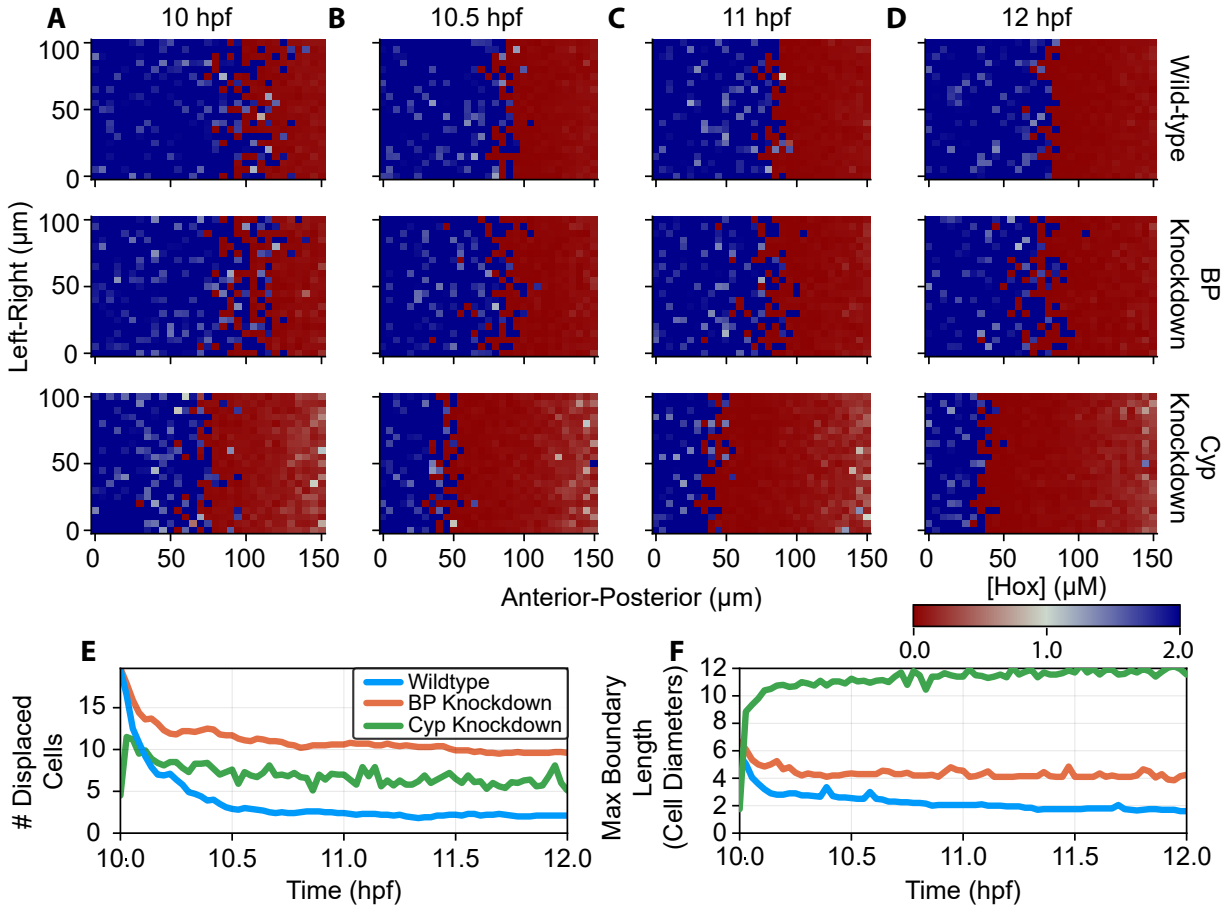 A 10 hpf B 10.5 hpf C 11 hpf D 12 hpf
100
50
0
Wild-type
Left-Right (µm)
100
50
0
BP
Knockdown
100
50
0
Cyp
Knockdown
0 50 100 150 0 50 100 150 0 50 100 150 0 50 100 150
Anterior-Posterior (µm)
[Hox] (µM)
0.0 1.0 2.0
E
# Displaced
Cells
15
10
5
0
Wildtype
BP Knockdown
Cyp Knockdown
10.0 10.5 11.0 11.5 12.0
Time (hpf)
F
Max Boundary
Length
(Cell Diameters)
12
10
8
6
4
2
0
10.0 10.5 11.0 11.5 12.0
Time (hpf)